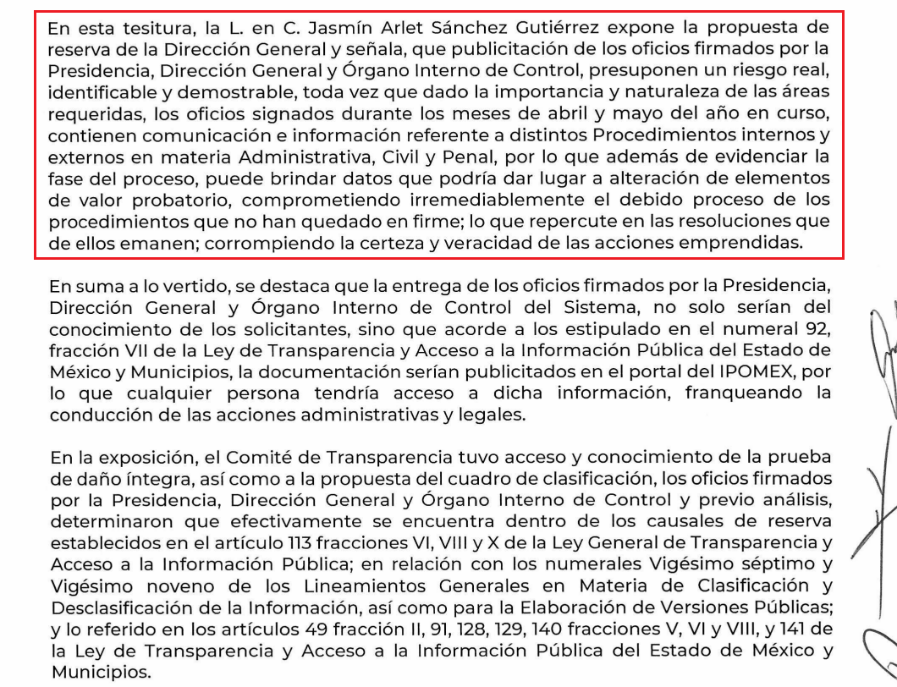 En esta tesitura, la L. en C. Jasmín Arlet Sánchez Gutiérrez expone la propuesta de
reserva de la Dirección General y señala, que publicitación de los oficios firmados por la
Presidencia, Dirección General y Órgano Interno de Control, presuponen un riesgo real,
identificable y demostrable, toda vez que dado la importancia y naturaleza de las áreas
requeridas, los oficios signados durante los meses de abril y mayo del año en curso,
contienen comunicación e información referente a distintos Procedimientos internos y
externos en materia Administrativa, Civil y Penal, por lo que además de evidenciar la
fase del proceso, puede brindar datos que podría dar lugar a alteración de elementos
de valor probatorio, comprometiendo irremediablemente el debido proceso de los
procedimientos que no han quedado en firme; lo que repercute en las resoluciones que
de ellos emanen; corrompiendo la certeza y veracidad de las acciones emprendidas.
En suma a lo vertido, se destaca que la entrega de los oficios firmados por la Presidencia,
Dirección General y Órgano Interno de Control del Sistema, no solo serían del
conocimiento de los solicitantes, sino que acorde a los estipulado en el numeral 92,
fracción VII de la Ley de Transparencia y Acceso a la Información Pública del Estado de
México y Municipios, la documentación serían publicitados en el portal del IPOMEX, por
lo que cualquier persona tendría acceso a dicha información, franqueando la
conducción de las acciones administrativas y legales.
En la exposición, el Comité de Transparencia tuvo acceso y conocimiento de la prueba
de daño íntegra, así como a la propuesta del cuadro de clasificación, los oficios firmados
por la Presidencia, Dirección General y Órgano Interno de Control y previo análisis,
determinaron que efectivamente se encuentra dentro de los causales de reserva
establecidos en el artículo 113 fracciones VI, VIII y X de la Ley General de Transparencia y
Acceso a la Información Pública; en relación con los numerales Vigésimo séptimo y
Vigésimo noveno de los Lineamientos Generales en Materia de Clasificación y
Desclasificación de la Información, así como para la Elaboración de Versiones Públicas;
y lo referido en los artículos 49 fracción II, 91, 128, 129, 140 fracciones V, VI y VIII, y 141 de
la Ley de Transparencia y Acceso a la Información Pública del Estado de México y
Municipios.